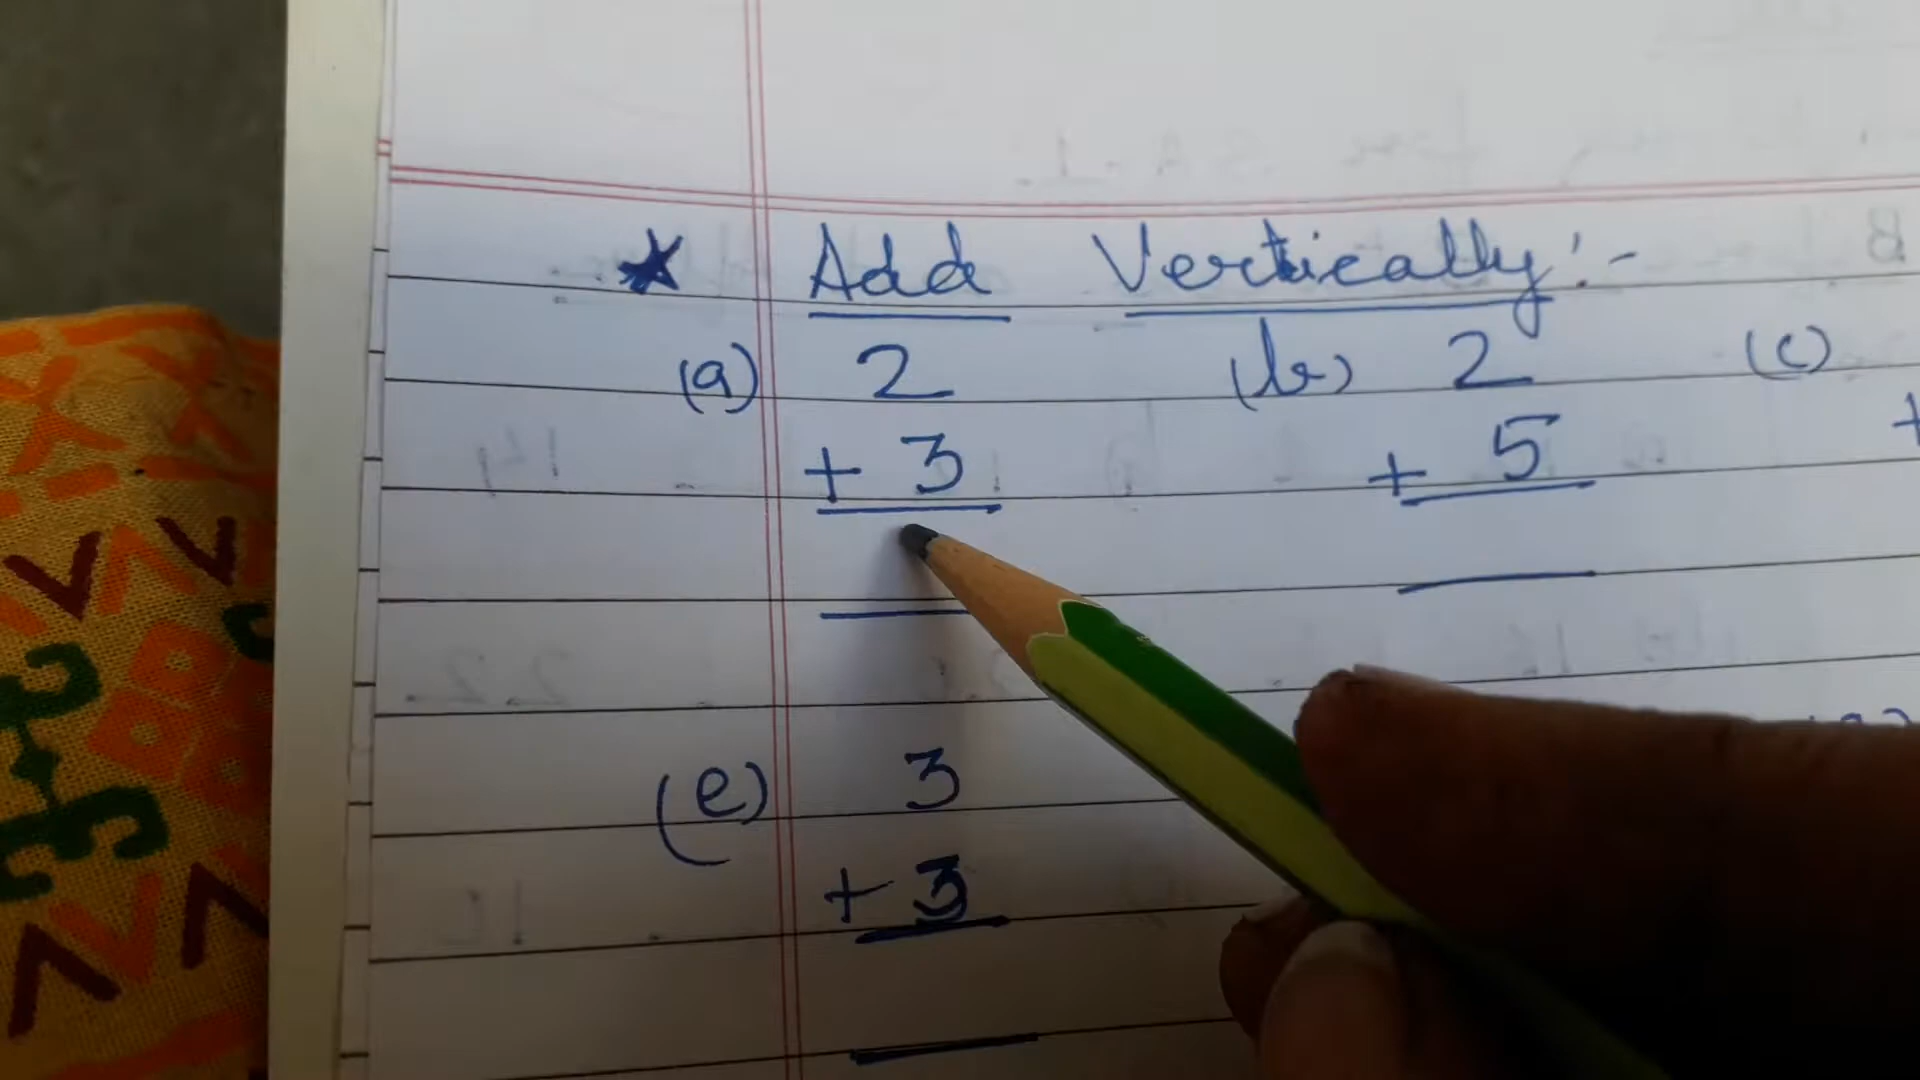 ★ Add Vertically :-
(a) 2 (b) 2 (c)
+ 3 + 5 +
(e) 3
+ 3